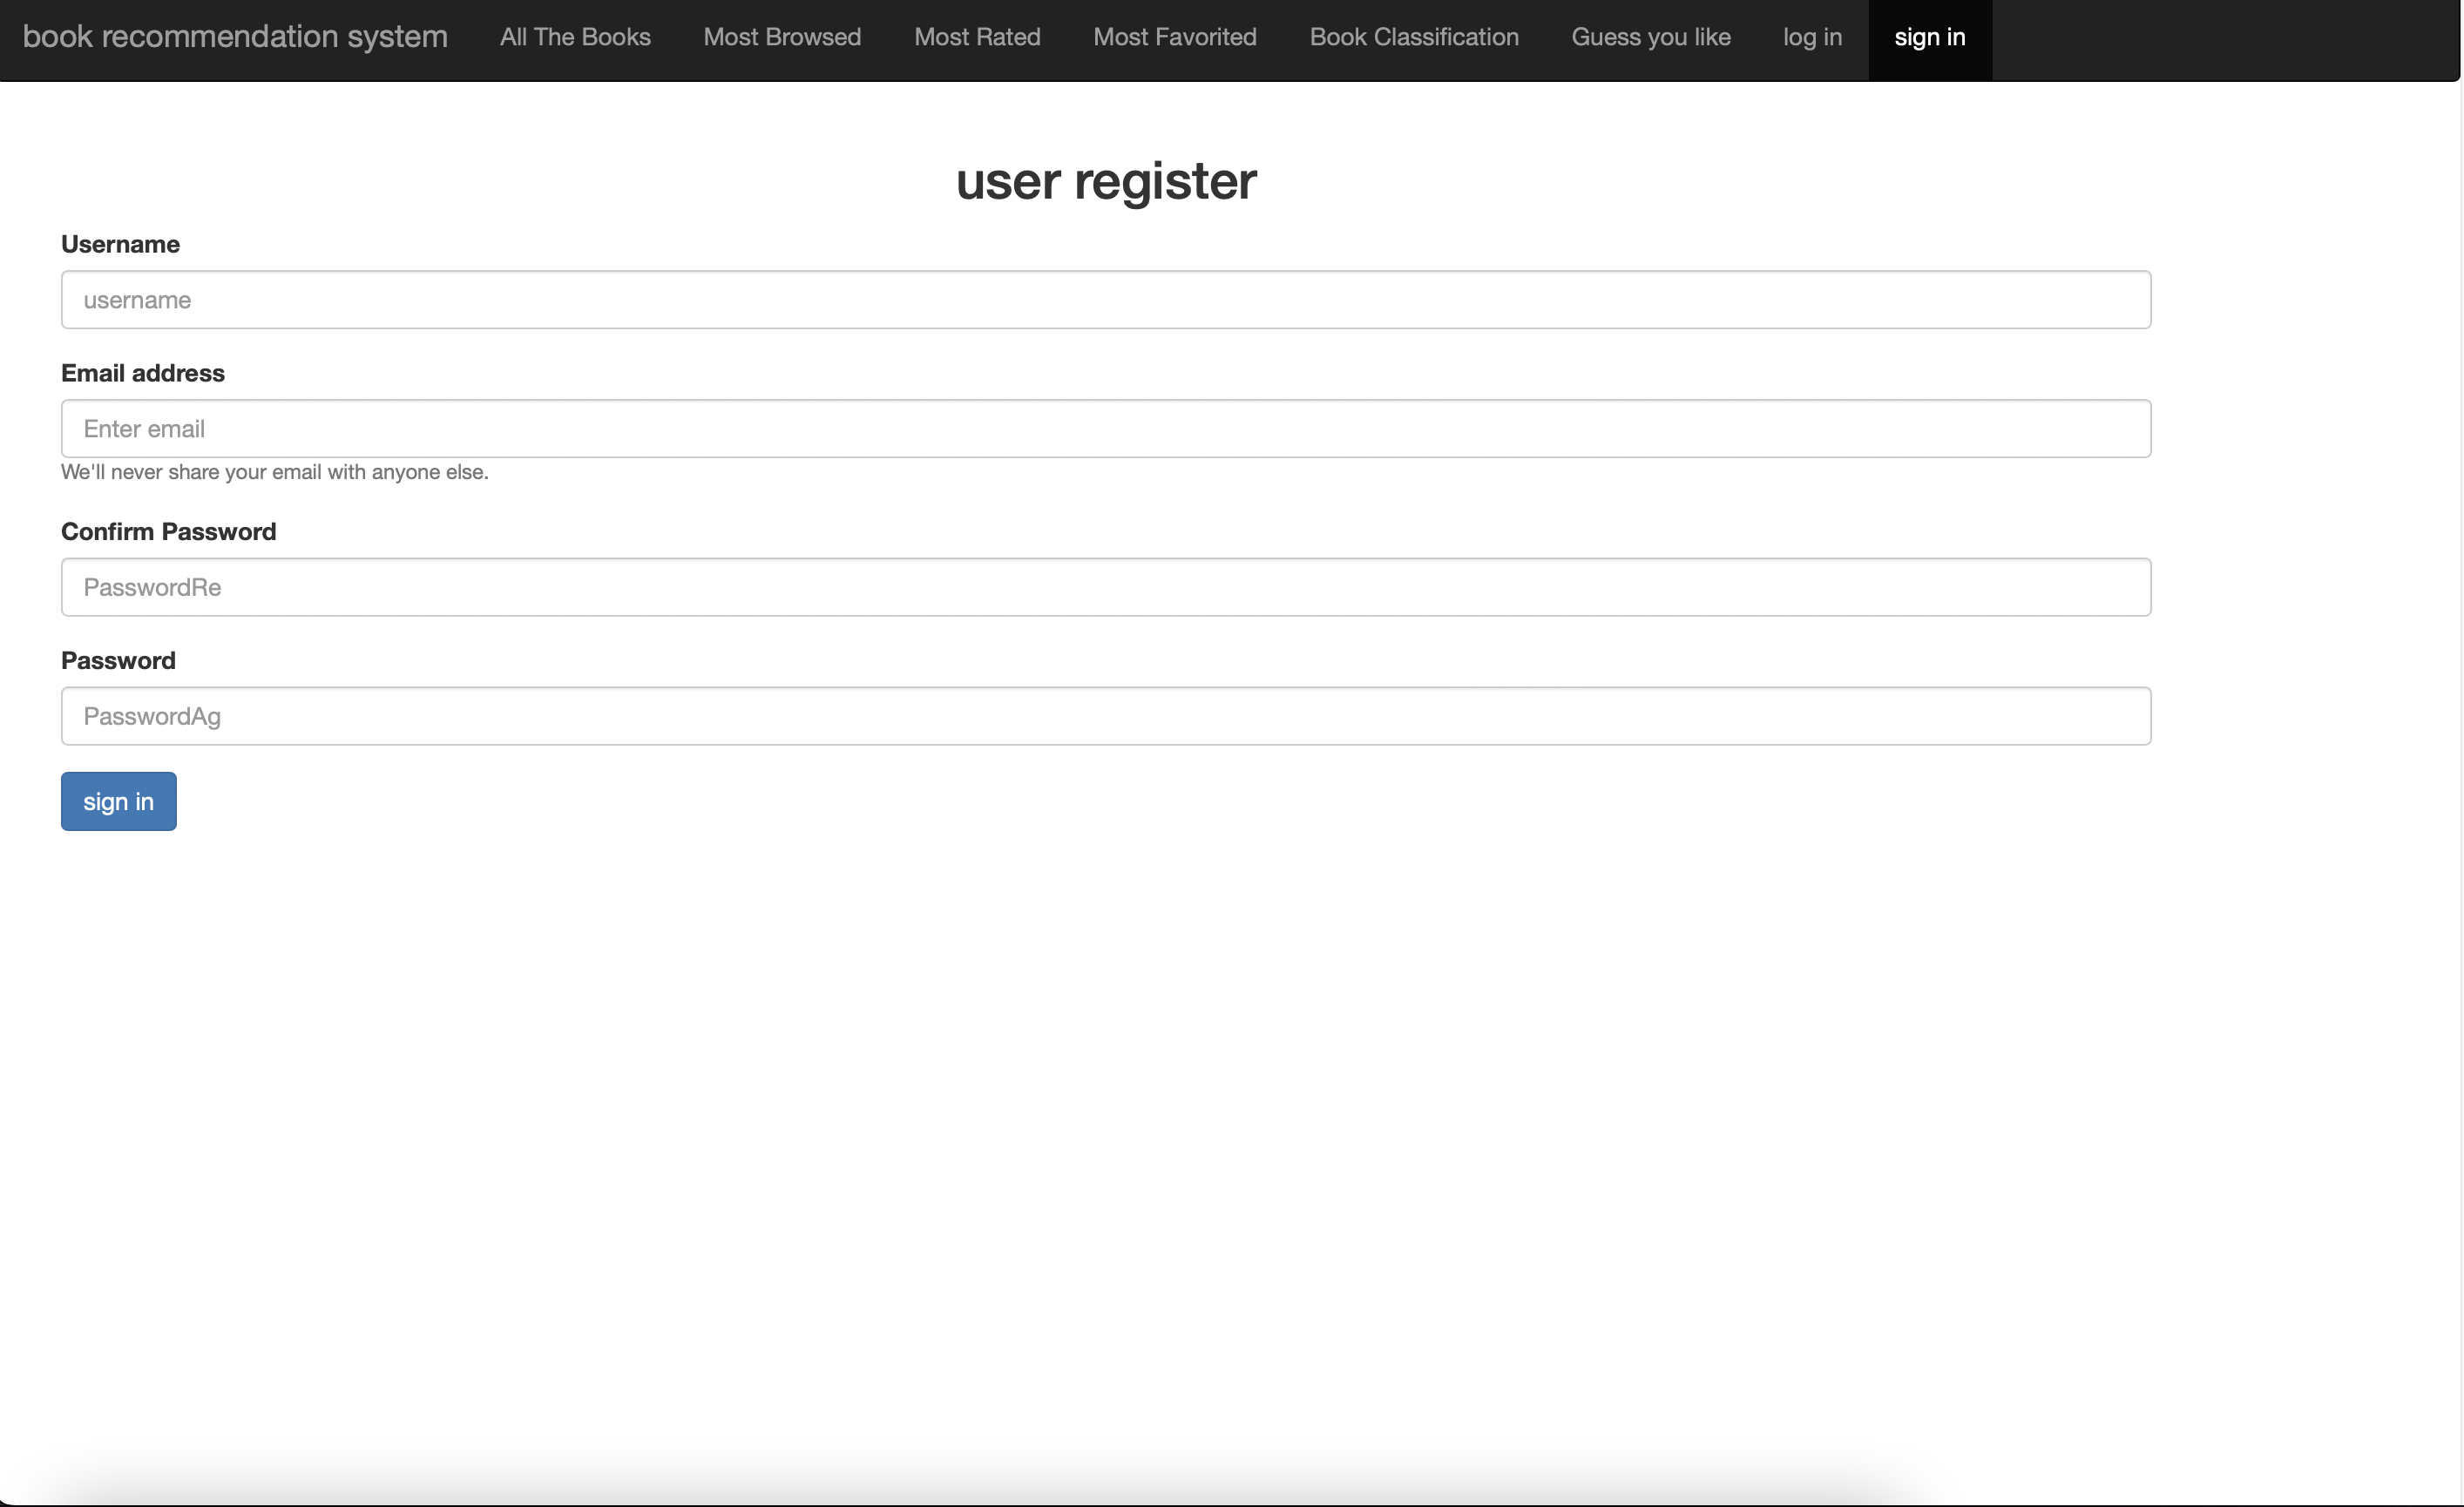 book recommendation system All The Books Most Browsed Most Rated Most Favorited Book Classification Guess you like log in sign in
user register
Username
username
Email address
Enter email
We'll never share your email with anyone else.
Confirm Password
PasswordRe
Password
PasswordAg
sign in